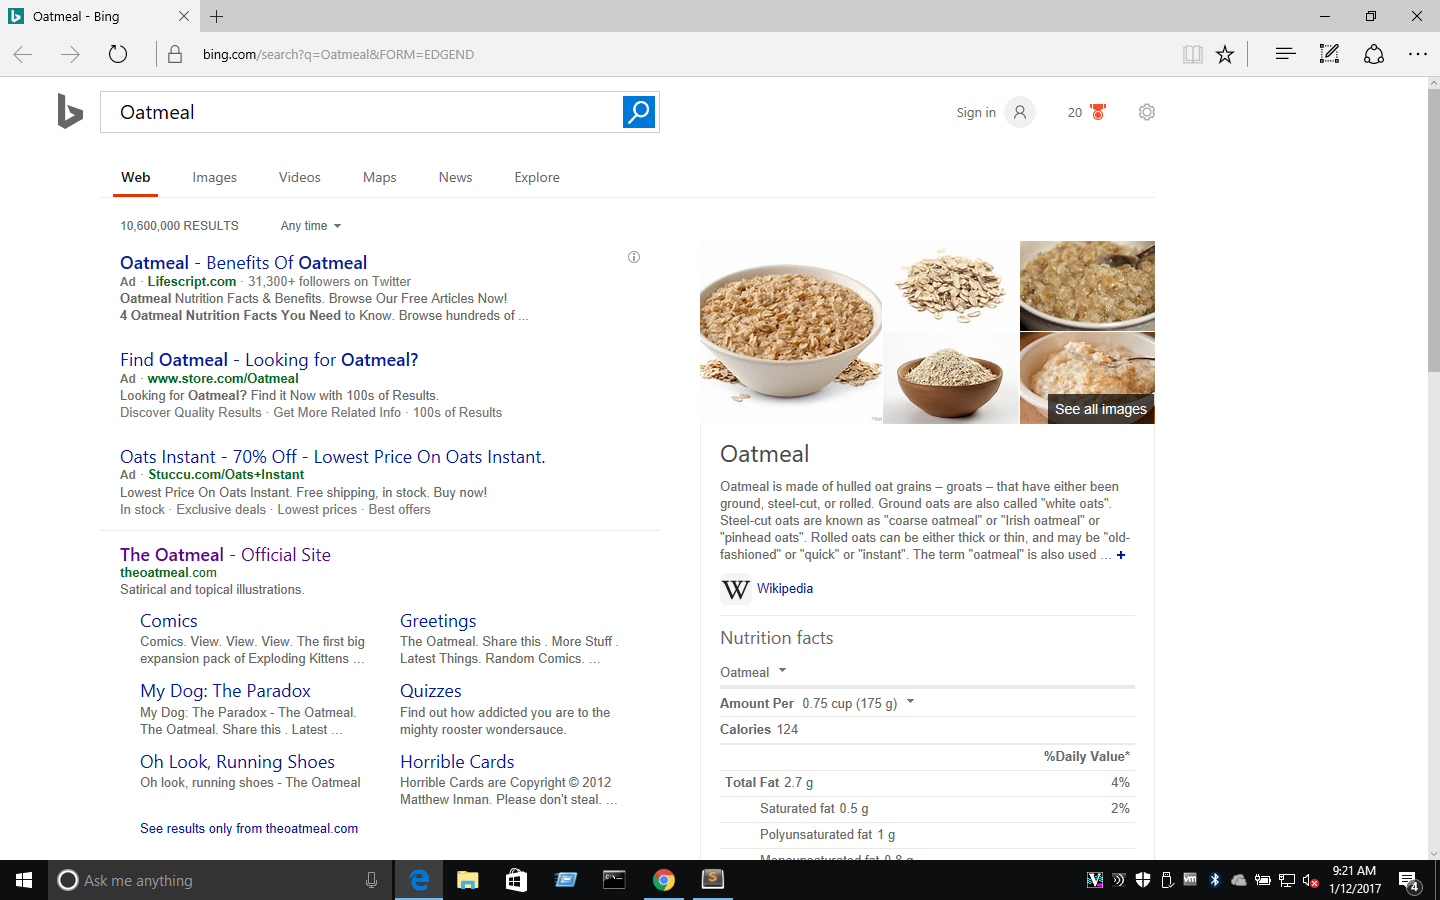 Oatmeal - Bing
bing.com/search?q=Oatmeal&FORM=EDGEND
Oatmeal
Sign in
20
Web
Images
Videos
Maps
News
Explore
10,600,000 RESULTS
Any time
Oatmeal - Benefits Of Oatmeal
Ad · Lifescript.com · 31,300+ followers on Twitter
Oatmeal Nutrition Facts & Benefits. Browse Our Free Articles Now!
4 Oatmeal Nutrition Facts You Need to Know. Browse hundreds of ...
Find Oatmeal - Looking for Oatmeal?
Ad · www.store.com/Oatmeal
Looking for Oatmeal? Find it Now with 100s of Results.
Discover Quality Results · Get More Related Info · 100s of Results
Oats Instant - 70% Off - Lowest Price On Oats Instant.
Ad · Stuccu.com/Oats+Instant
Lowest Price On Oats Instant. Free shipping, in stock. Buy now!
In stock · Exclusive deals · Lowest prices · Best offers
The Oatmeal - Official Site
theoatmeal.com
Satirical and topical illustrations.
Comics
Comics. View. View. View. The first big
expansion pack of Exploding Kittens ...
Greetings
The Oatmeal. Share this . More Stuff .
Latest Things. Random Comics. ...
My Dog: The Paradox
My Dog: The Paradox - The Oatmeal.
The Oatmeal. Share this . Latest ...
Quizzes
Find out how addicted you are to the
mighty rooster wondersauce.
Oh Look, Running Shoes
Oh look, running shoes - The Oatmeal
Horrible Cards
Horrible Cards are Copyright © 2012
Matthew Inman. Please don't steal. ...
See results only from theoatmeal.com
See all images
Oatmeal
Oatmeal is made of hulled oat grains – groats – that have either been
ground, steel-cut, or rolled. Ground oats are also called "white oats".
Steel-cut oats are known as "coarse oatmeal" or "Irish oatmeal" or
"pinhead oats". Rolled oats can be either thick or thin, and may be "old-
fashioned" or "quick" or "instant". The term "oatmeal" is also used ... +
W Wikipedia
Nutrition facts
Oatmeal
Amount Per 0.75 cup (175 g)
Calories 124
%Daily Value*
Total Fat 2.7 g 4%
Saturated fat 0.5 g 2%
Polyunsaturated fat 1 g
Monounsaturated fat 0.8 g
Ask me anything
vm
9:21 AM
1/12/2017
4